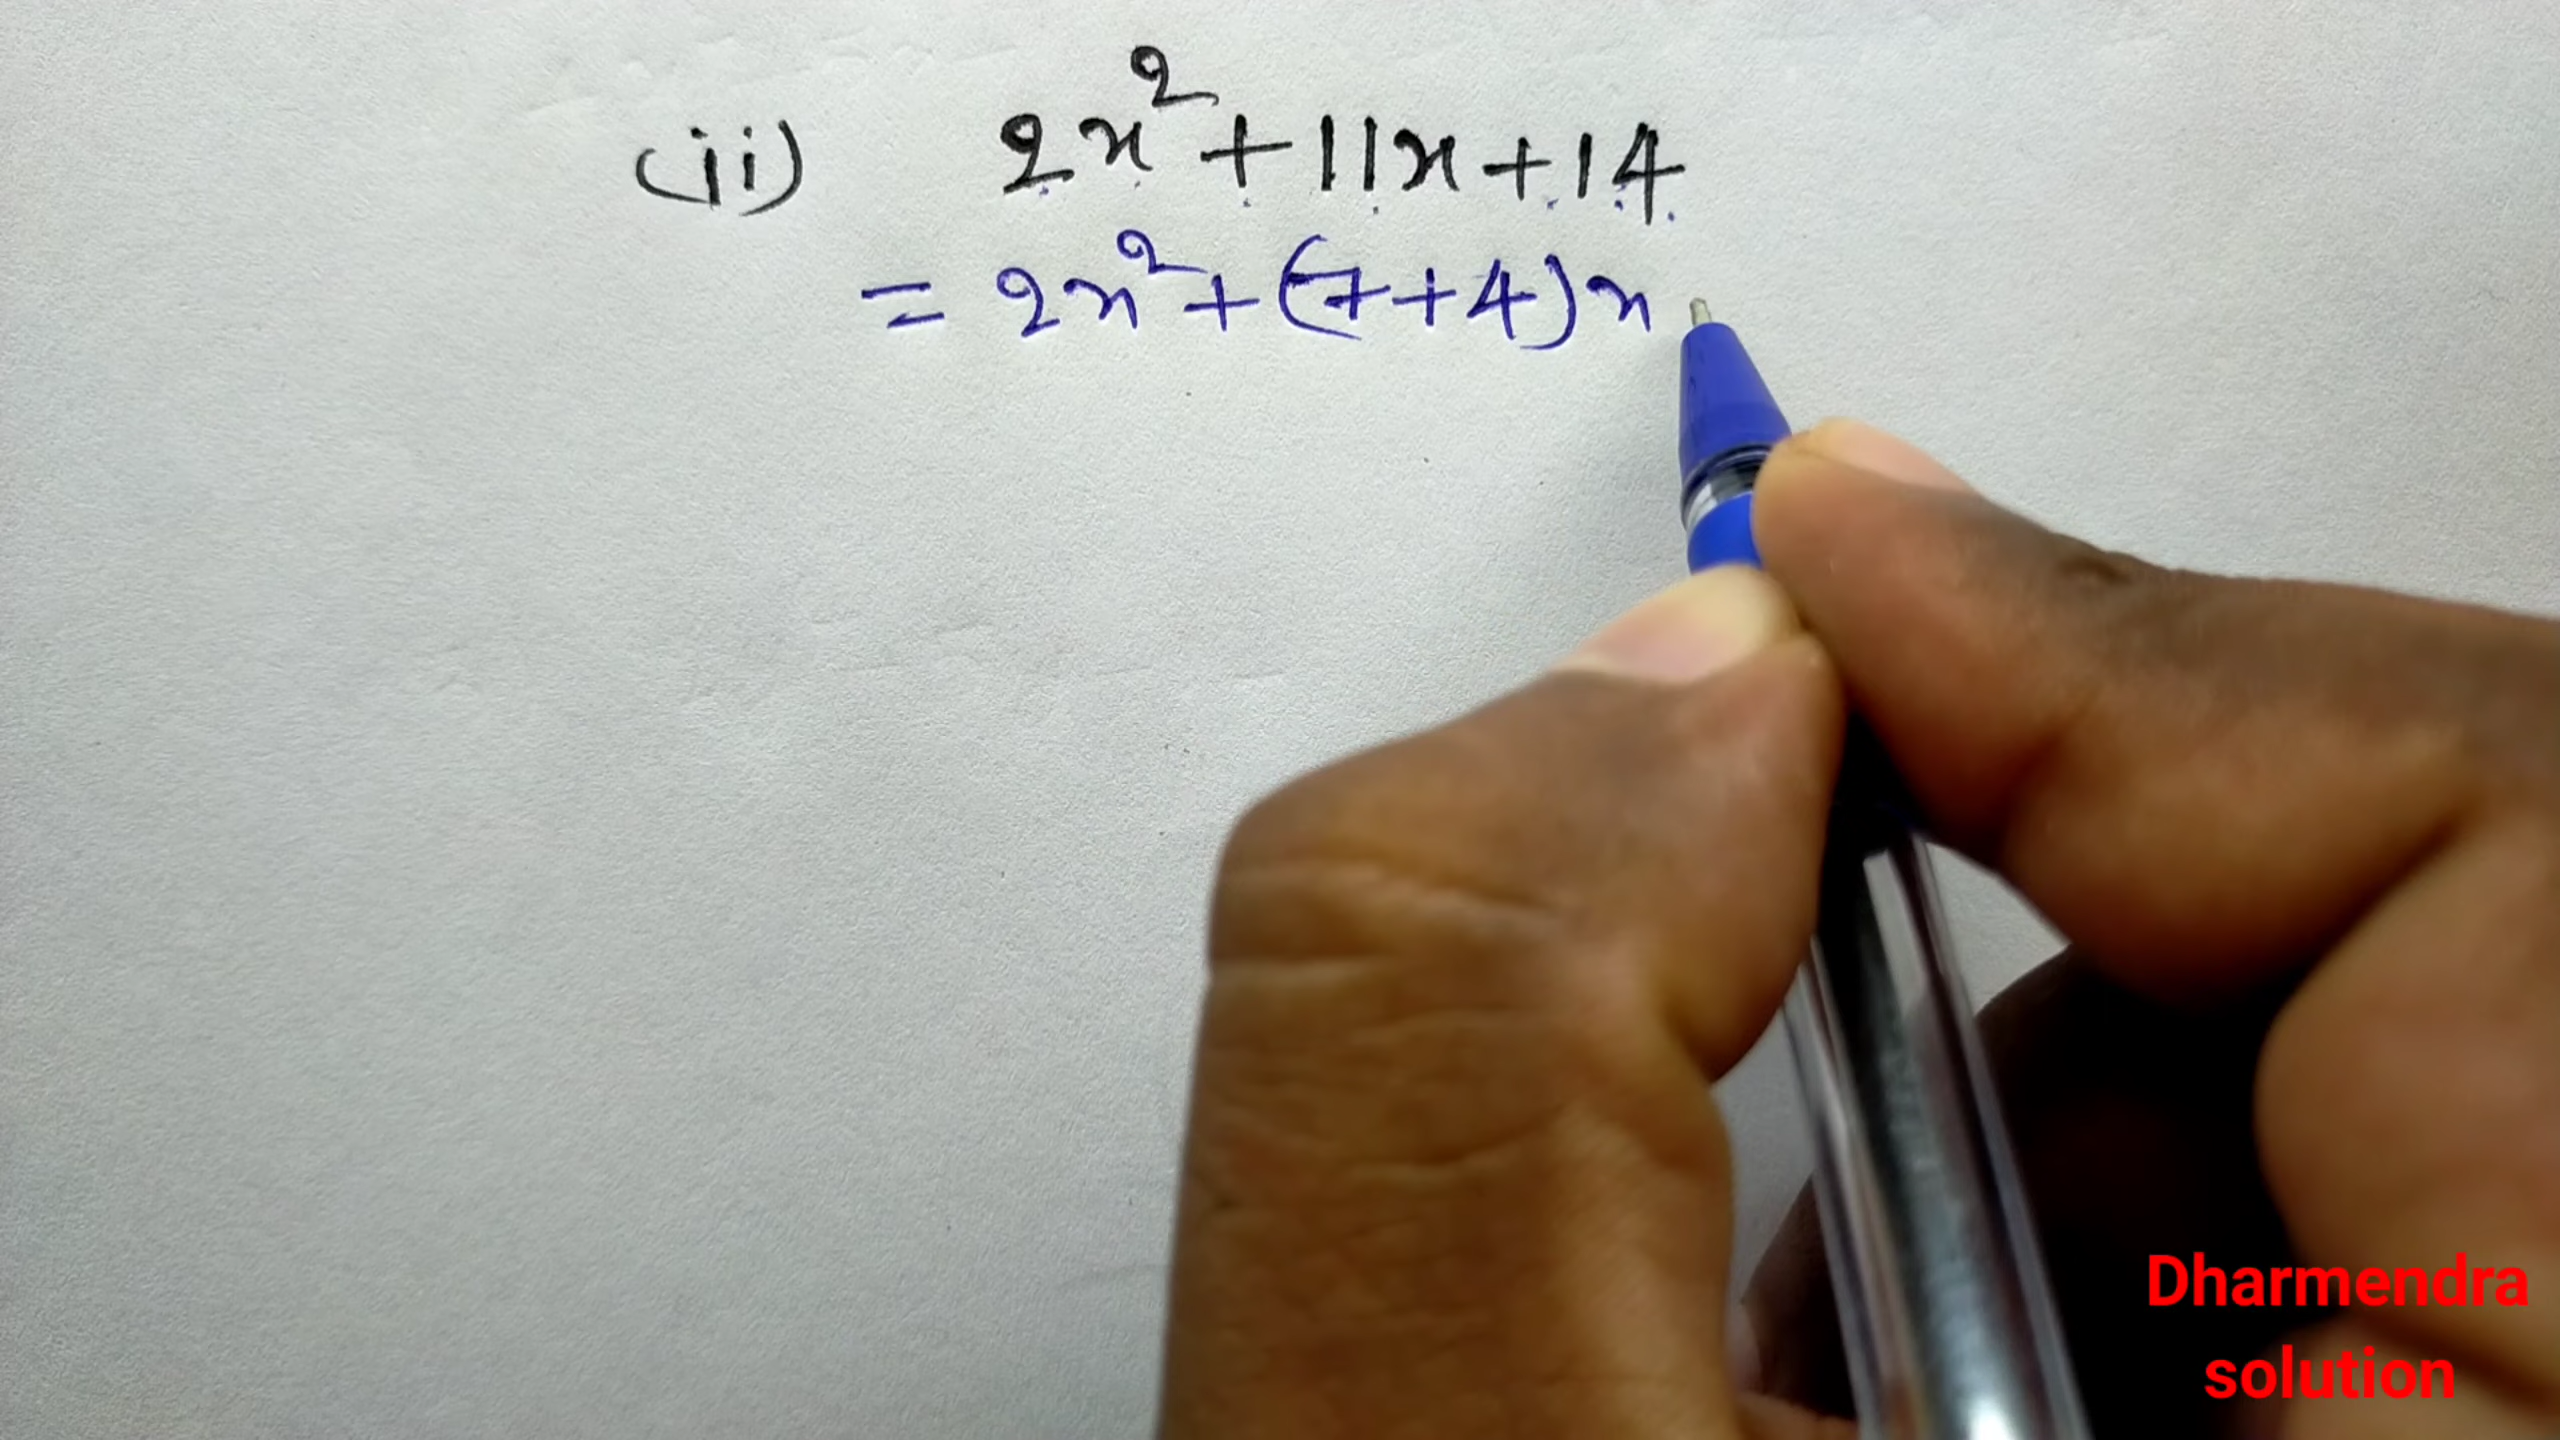 (ii) 2x² + 11x + 14
= 2x² + (7 + 4)x
Dharmendra
solution